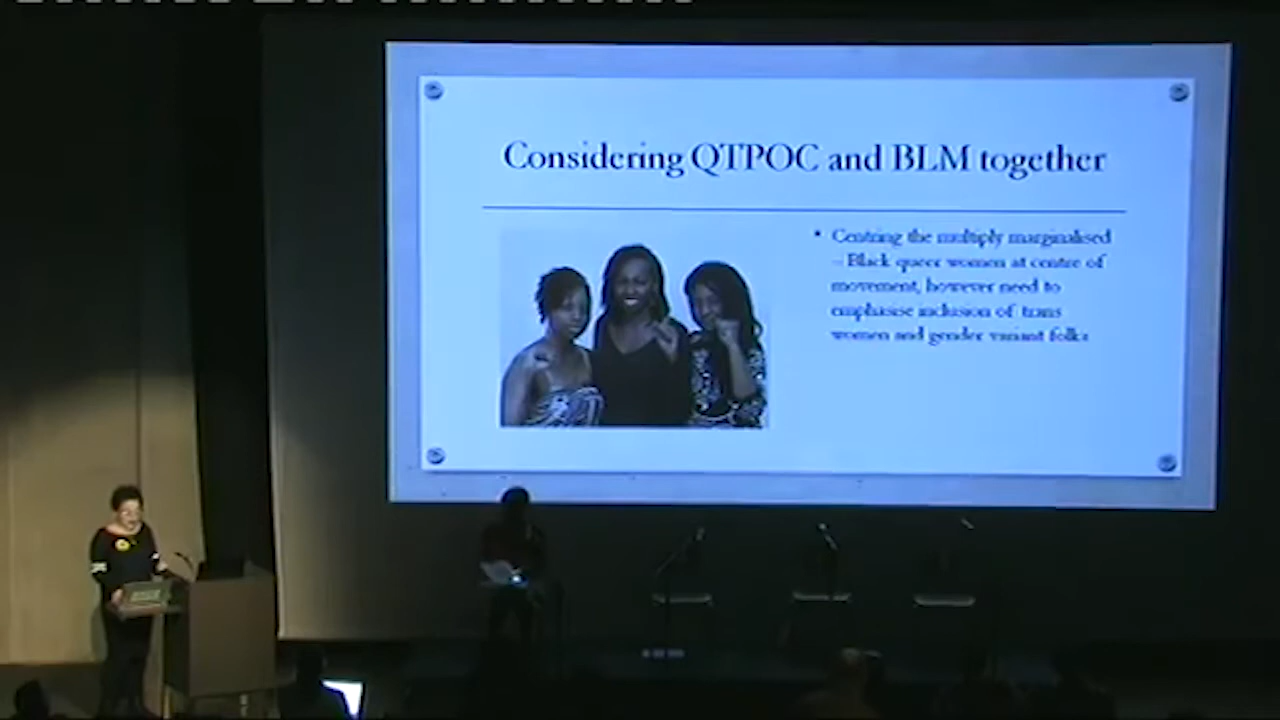 Considering QTPOC and BLM together
• Centring the multiply marginalised
– Black queer women at centre of
movement, however need to
emphasise inclusion of trans
women and gender variant folks